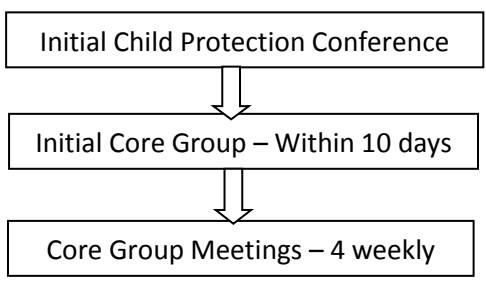 Initial Child Protection Conference
Initial Core Group – Within 10 days
Core Group Meetings – 4 weekly